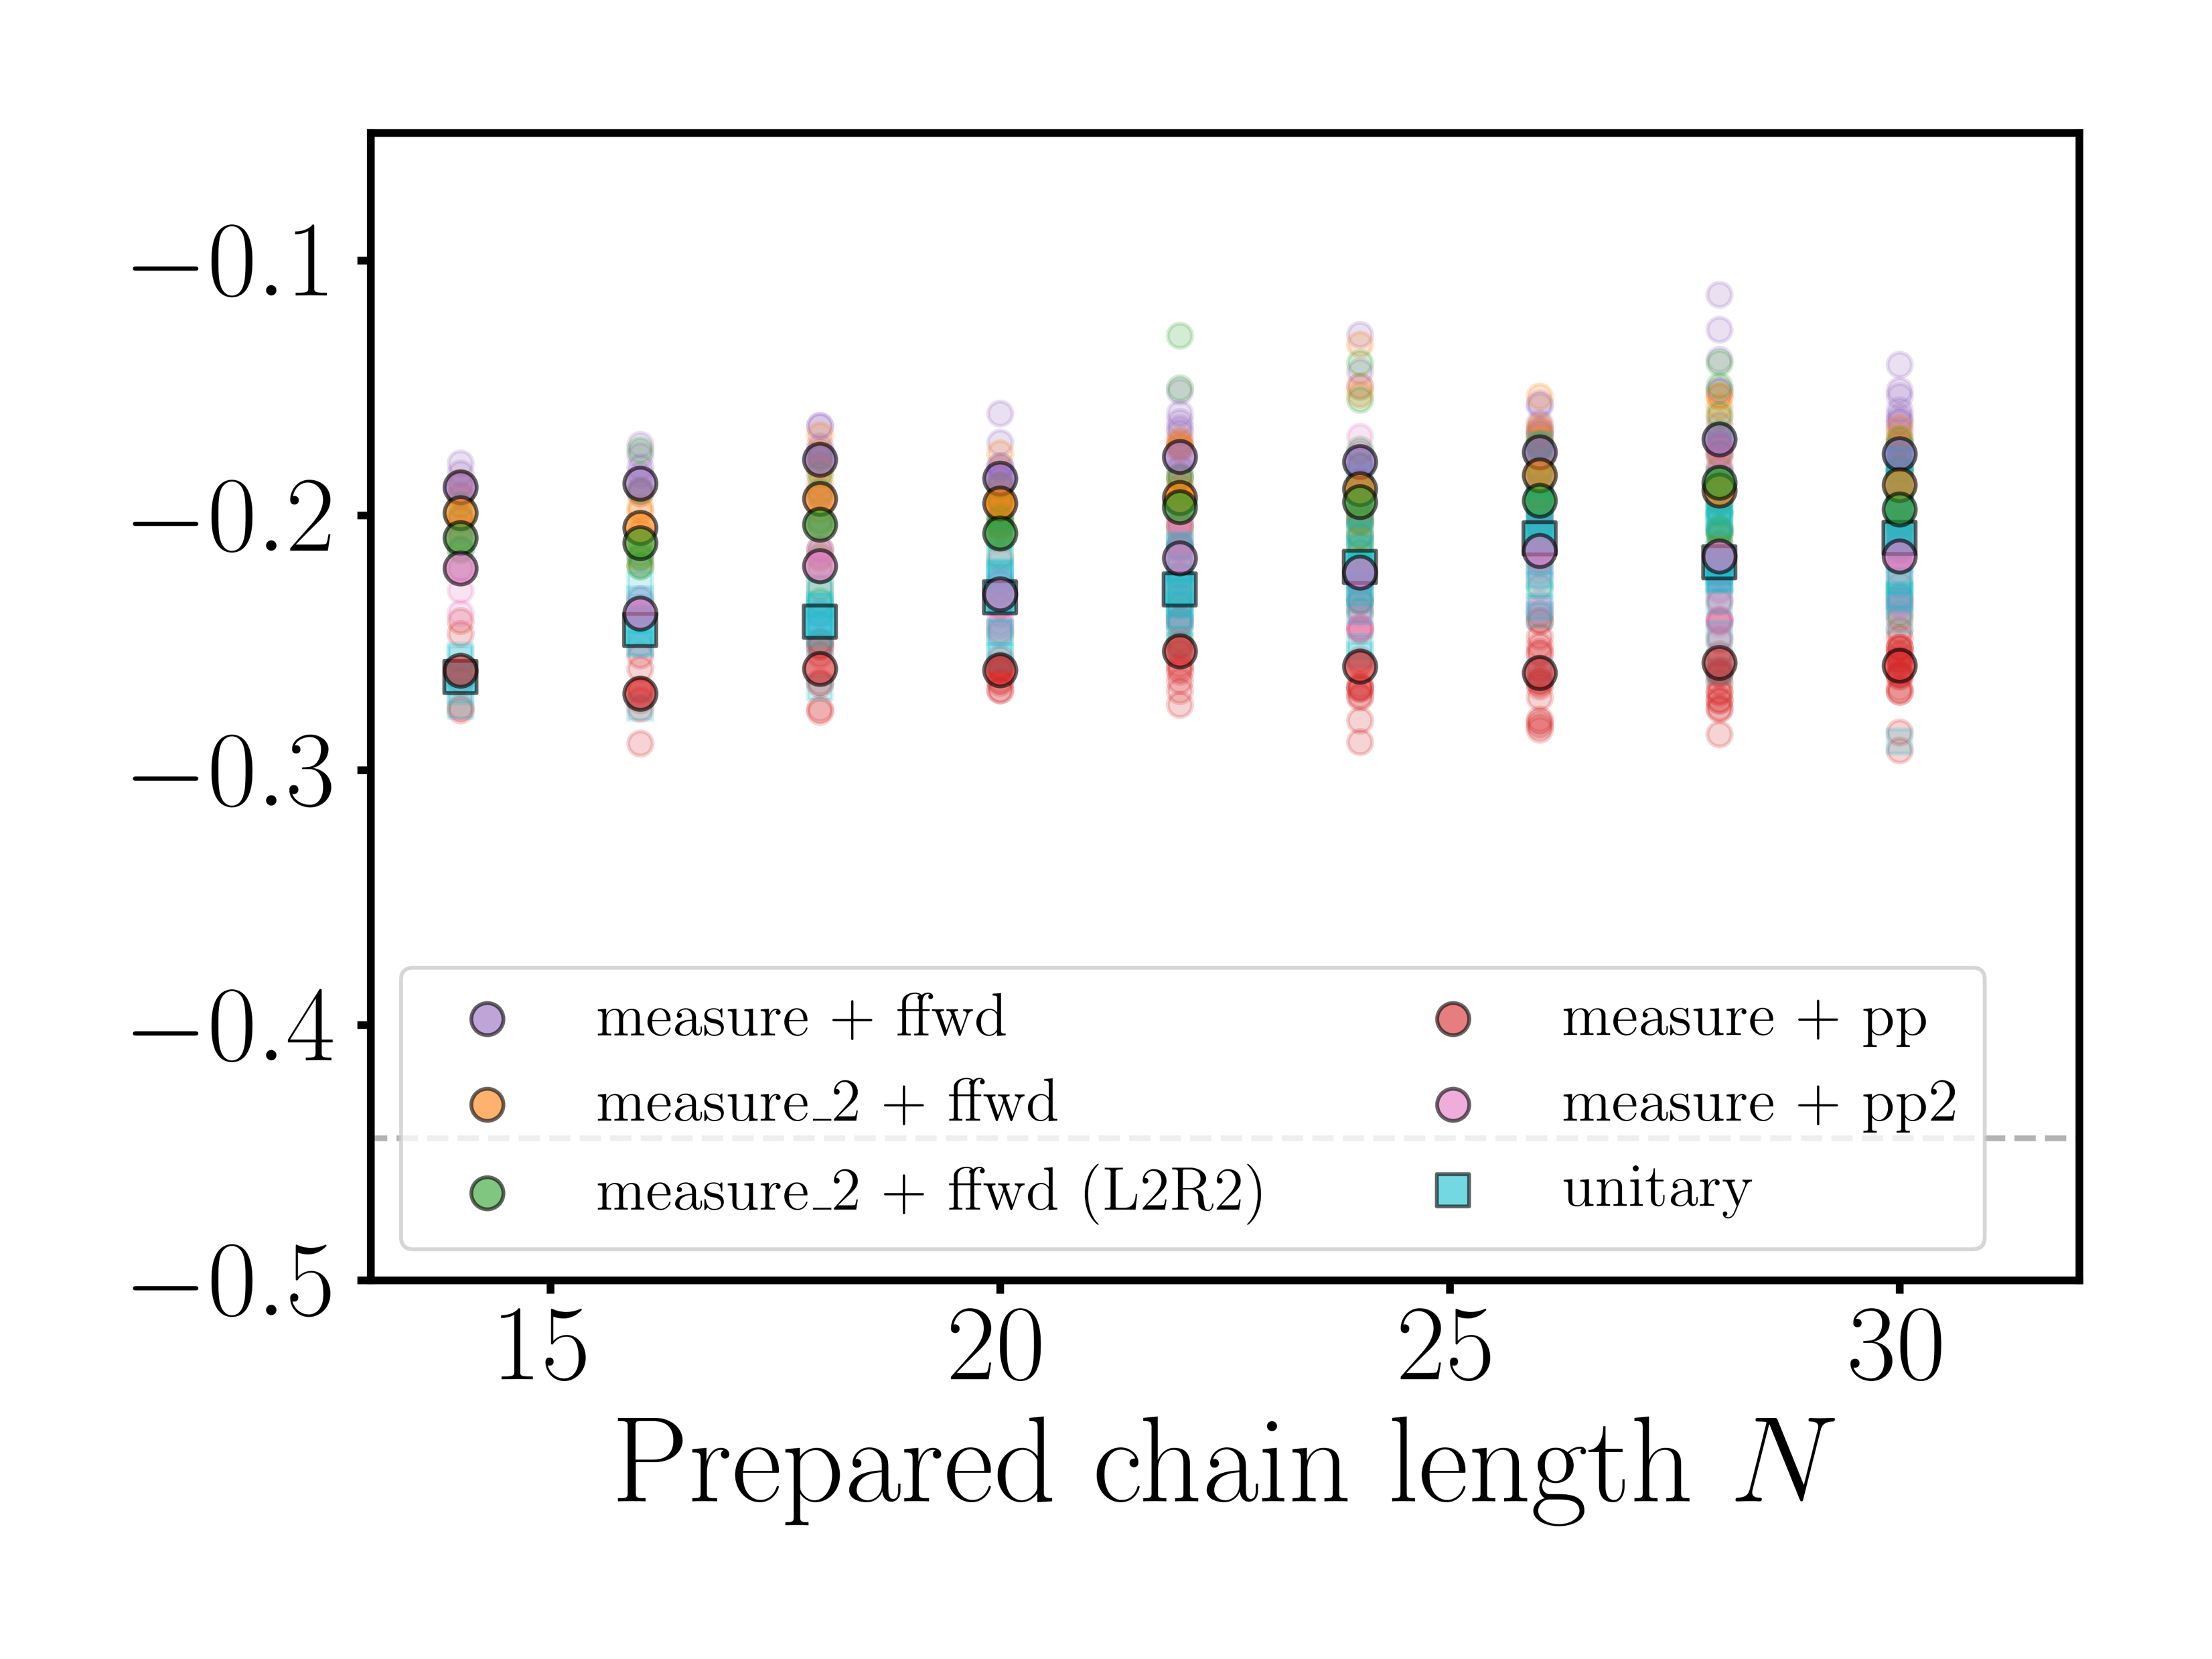 −0.1
−0.2
−0.3
−0.4
−0.5
measure + ffwd
measure_2 + ffwd
measure_2 + ffwd (L2R2)
measure + pp
measure + pp2
unitary
15 20 25 30
Prepared chain length N